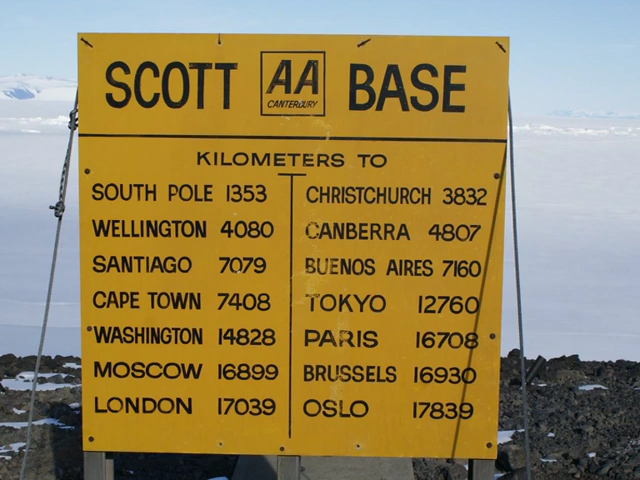 SCOTT AA CANTERBURY BASE
KILOMETERS TO
SOUTH POLE 1353
WELLINGTON 4080
SANTIAGO 7079
CAPE TOWN 7408
WASHINGTON 14828
MOSCOW 16899
LONDON 17039
CHRISTCHURCH 3832
CANBERRA 4807
BUENOS AIRES 7160
TOKYO 12760
PARIS 16708
BRUSSELS 16930
OSLO 17839